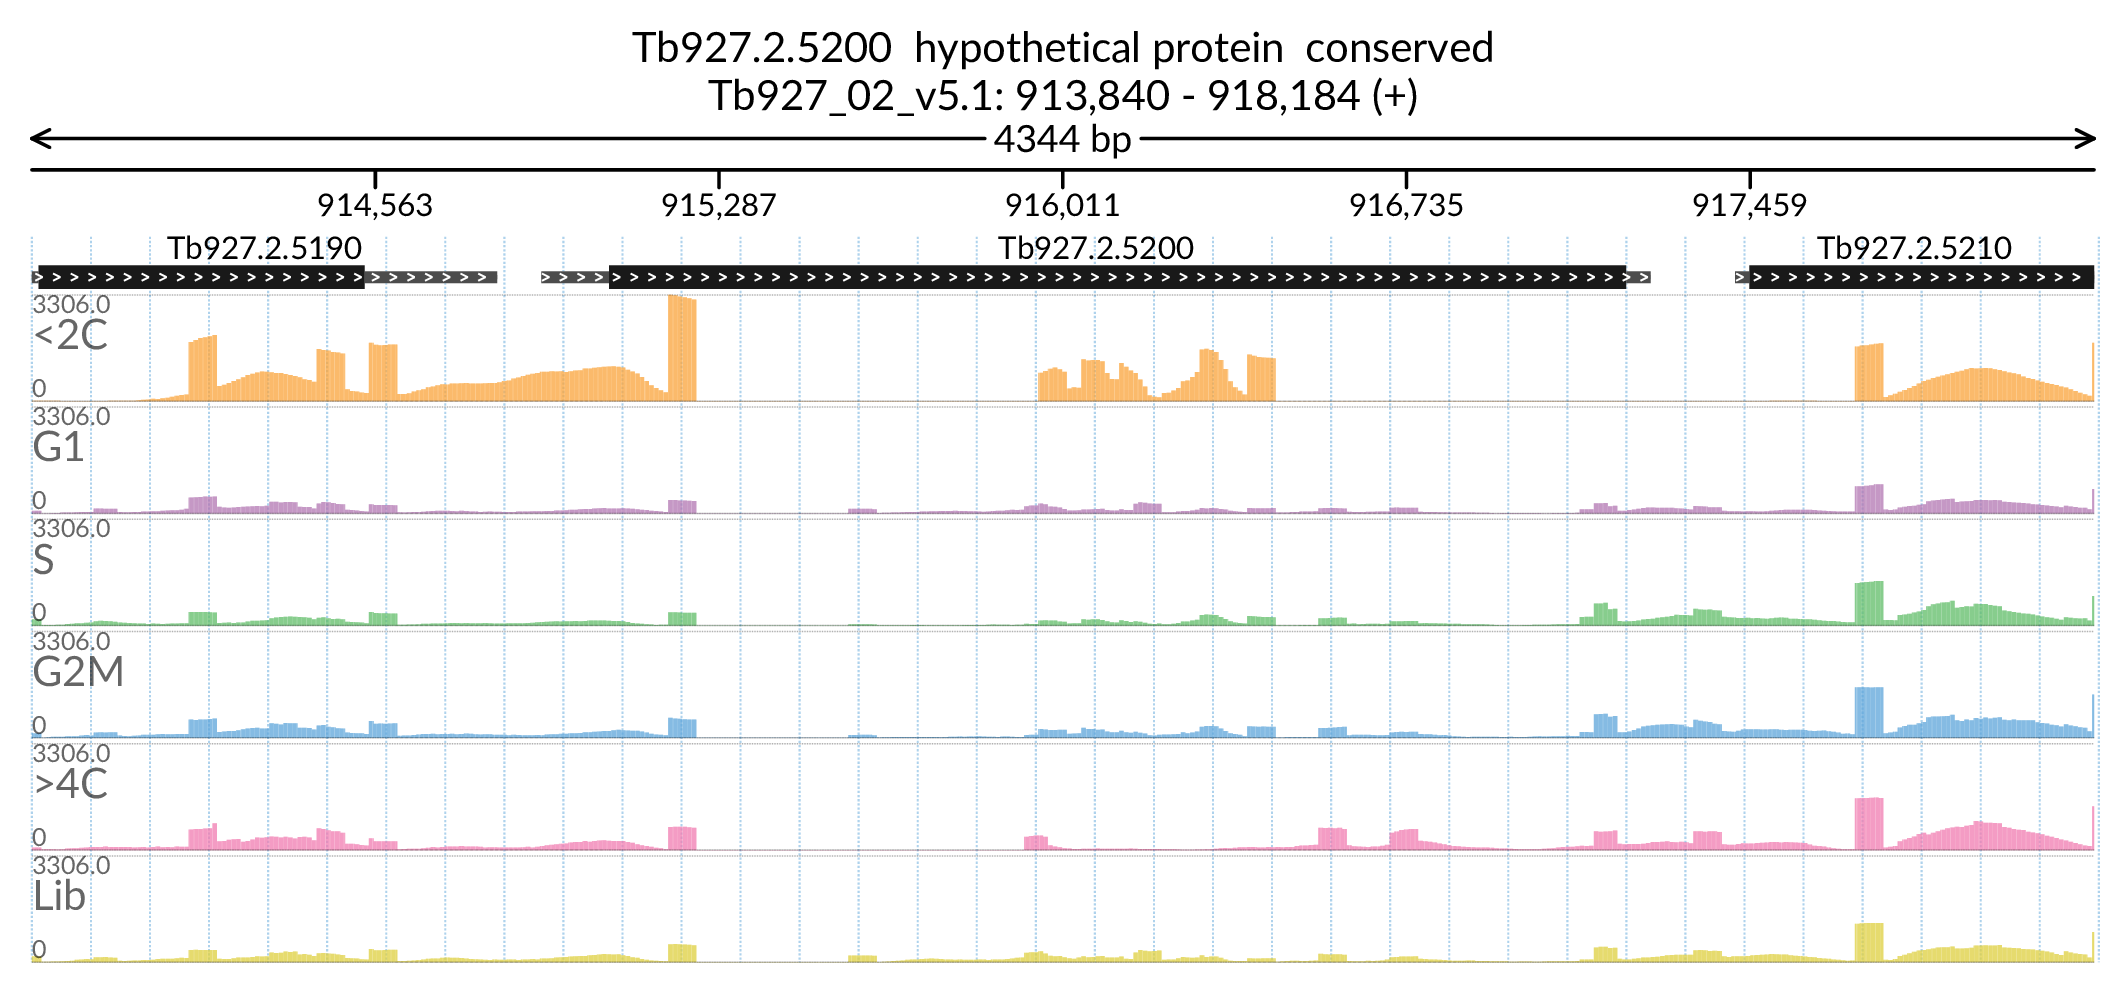 Tb927.2.5200  hypothetical protein  conserved
Tb927_02_v5.1: 913,840 - 918,184 (+)
4344 bp
914,563 915,287 916,011 916,735 917,459
Tb927.2.5190 Tb927.2.5200 Tb927.2.5210
3306.0
<2C
0
3306.0
G1
0
3306.0
S
0
3306.0
G2M
0
3306.0
>4C
0
3306.0
Lib
0